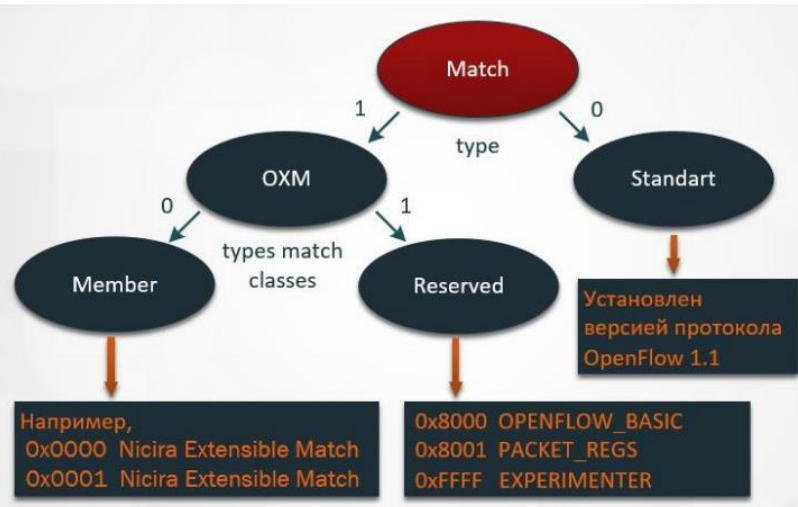 Match
1
0
type
OXM
Standart
0
1
types match
classes
Member
Reserved
Установлен
версией протокола
OpenFlow 1.1
Например,
0x0000 Nicira Extensible Match
0x0001 Nicira Extensible Match
0x8000 OPENFLOW_BASIC
0x8001 PACKET_REGS
0xFFFF EXPERIMENTER